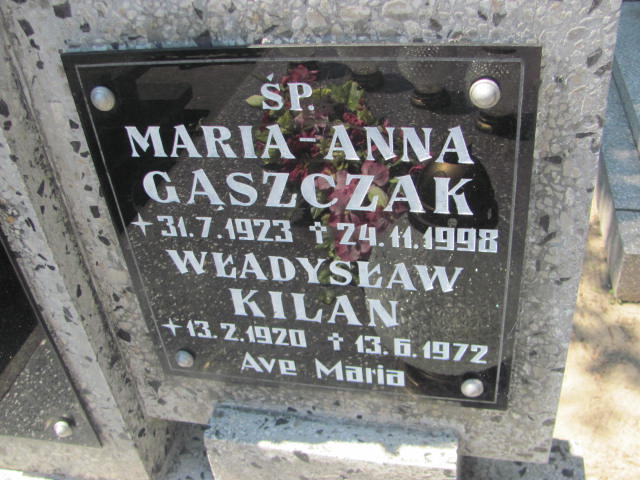 ŚP.
MARIA-ANNA
GĄSZCZAK
+31.7.1923 †24.11.1998
WŁADYSŁAW
KILAN
+13.2.1920 †13.6.1972
Ave Maria